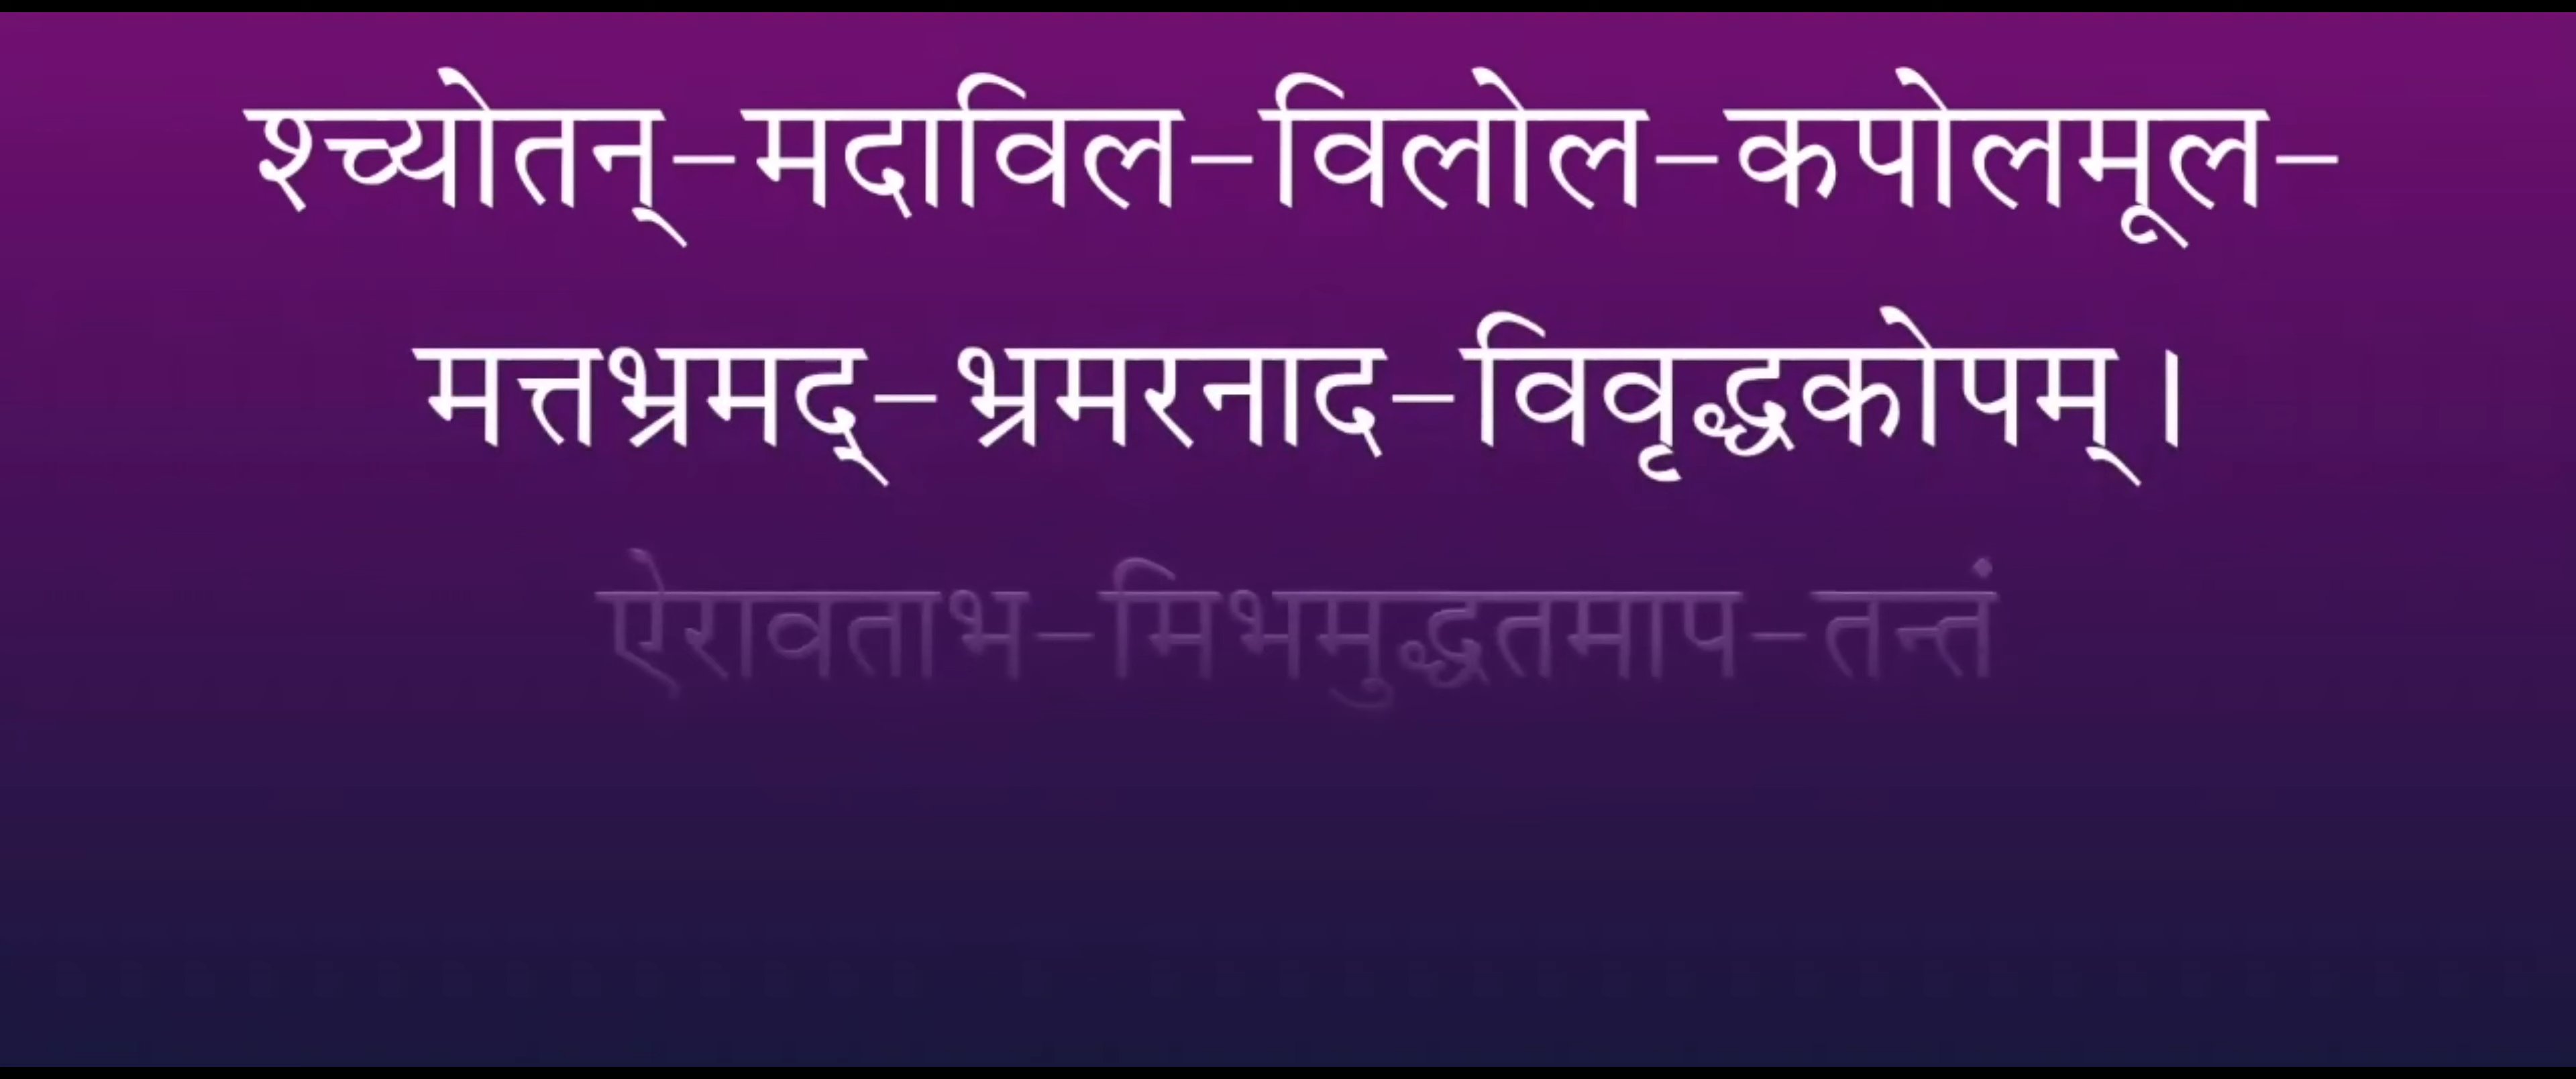 श्च्योतन्-मदाविल-विलोल-कपोलमूल-
मत्तभ्रमद्-भ्रमरनाद-विवृद्धकोपम्।
ऐरावताभ-मिभमुद्धतमाप-तन्तं